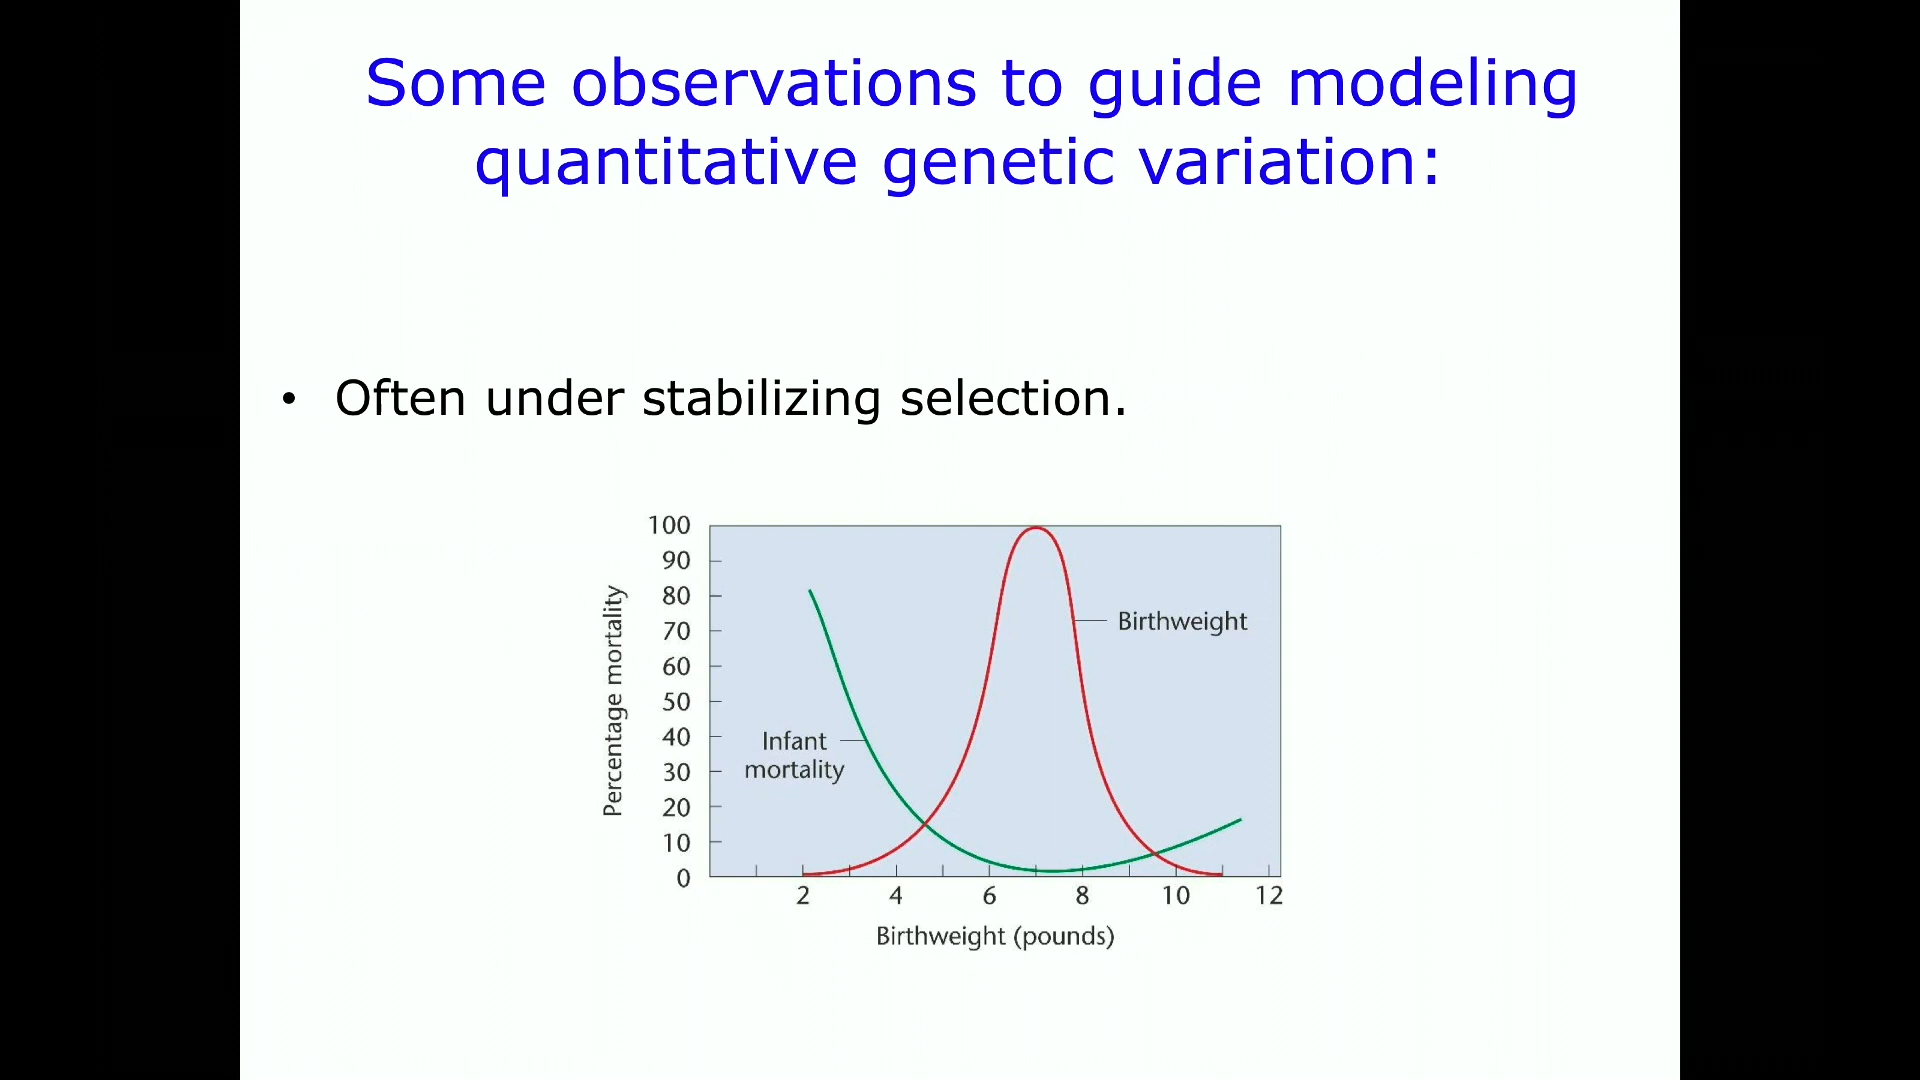 Some observations to guide modeling
quantitative genetic variation:
• Often under stabilizing selection.
100
90
80
70
60
50
40
30
20
10
0
Percentage mortality
Birthweight
Infant
mortality
2 4 6 8 10 12
Birthweight (pounds)